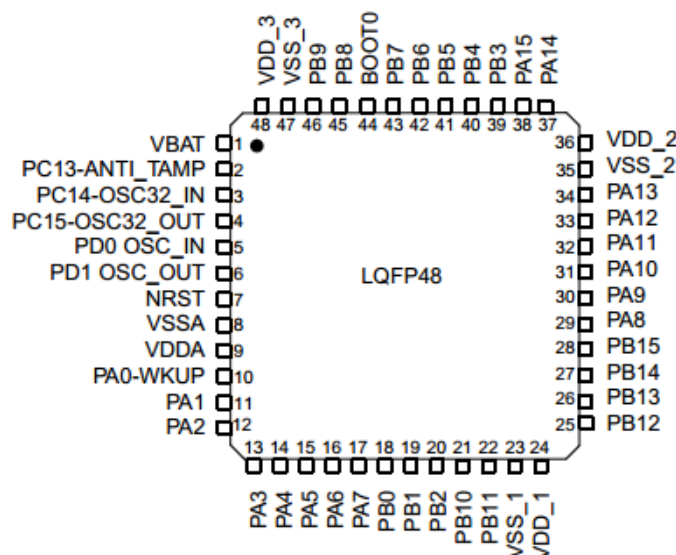 VDD_3
VSS_3
PB9
PB8
BOOT0
PB7
PB6
PB5
PB4
PB3
PA15
PA14
48 47 46 45 44 43 42 41 40 39 38 37
VBAT 1
PC13-ANTI_TAMP 2
PC14-OSC32_IN 3
PC15-OSC32_OUT 4
PD0 OSC_IN 5
PD1 OSC_OUT 6
NRST 7
VSSA 8
VDDA 9
PA0-WKUP 10
PA1 11
PA2 12
LQFP48
36 VDD_2
35 VSS_2
34 PA13
33 PA12
32 PA11
31 PA10
30 PA9
29 PA8
28 PB15
27 PB14
26 PB13
25 PB12
13 14 15 16 17 18 19 20 21 22 23 24
PA3
PA4
PA5
PA6
PA7
PB0
PB1
PB2
PB10
PB11
VSS_1
VDD_1